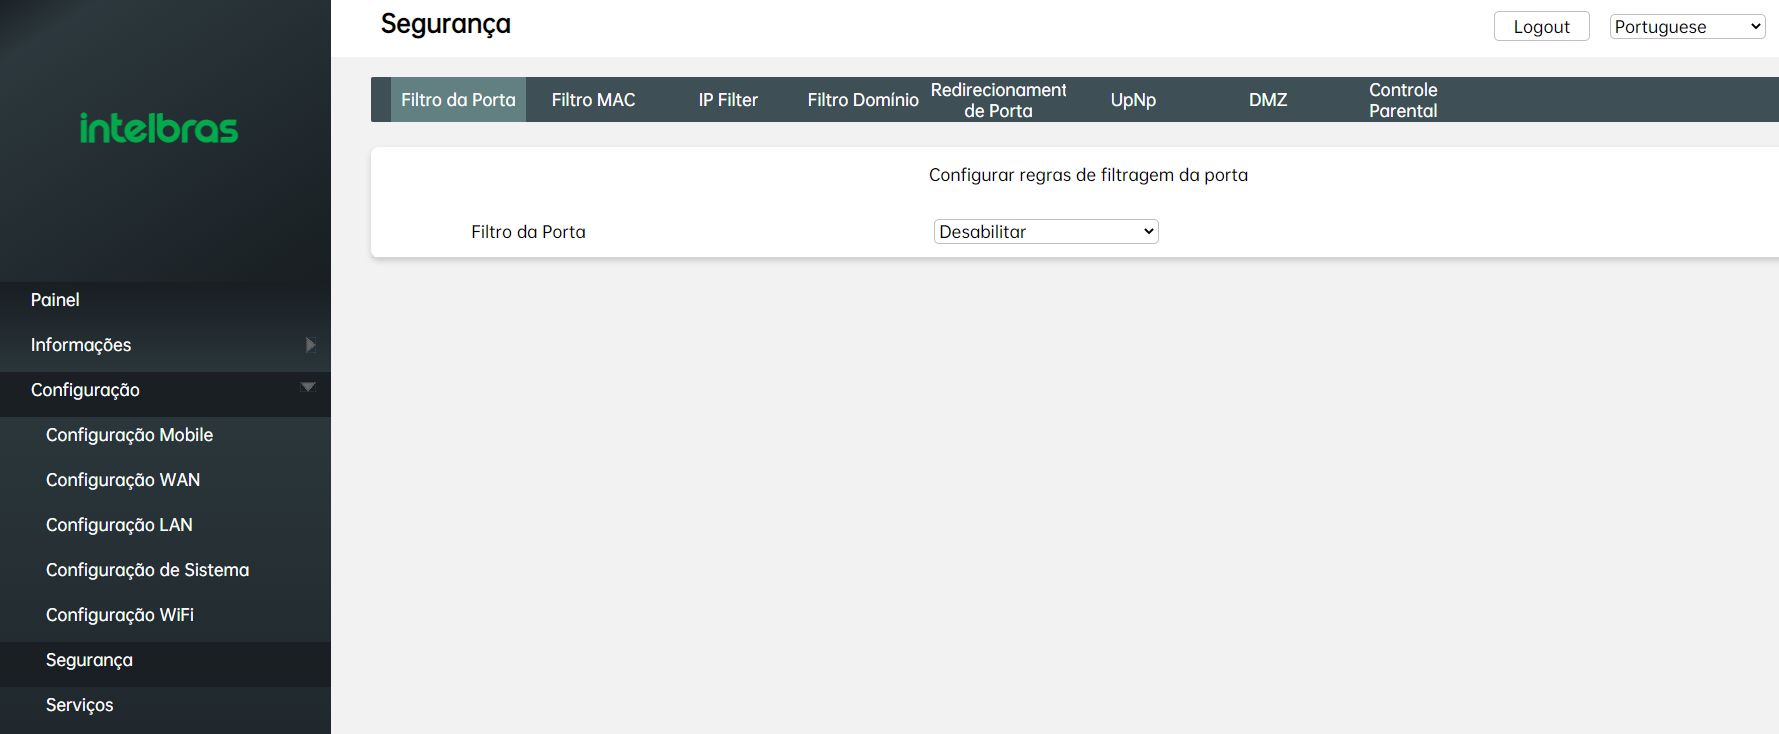 Segurança
Logout
Portuguese
intelbras
Filtro da Porta
Filtro MAC
IP Filter
Filtro Domínio
Redirecionament
de Porta
UpNp
DMZ
Controle
Parental
Configurar regras de filtragem da porta
Filtro da Porta
Desabilitar
Painel
Informações
Configuração
Configuração Mobile
Configuração WAN
Configuração LAN
Configuração de Sistema
Configuração WiFi
Segurança
Serviços